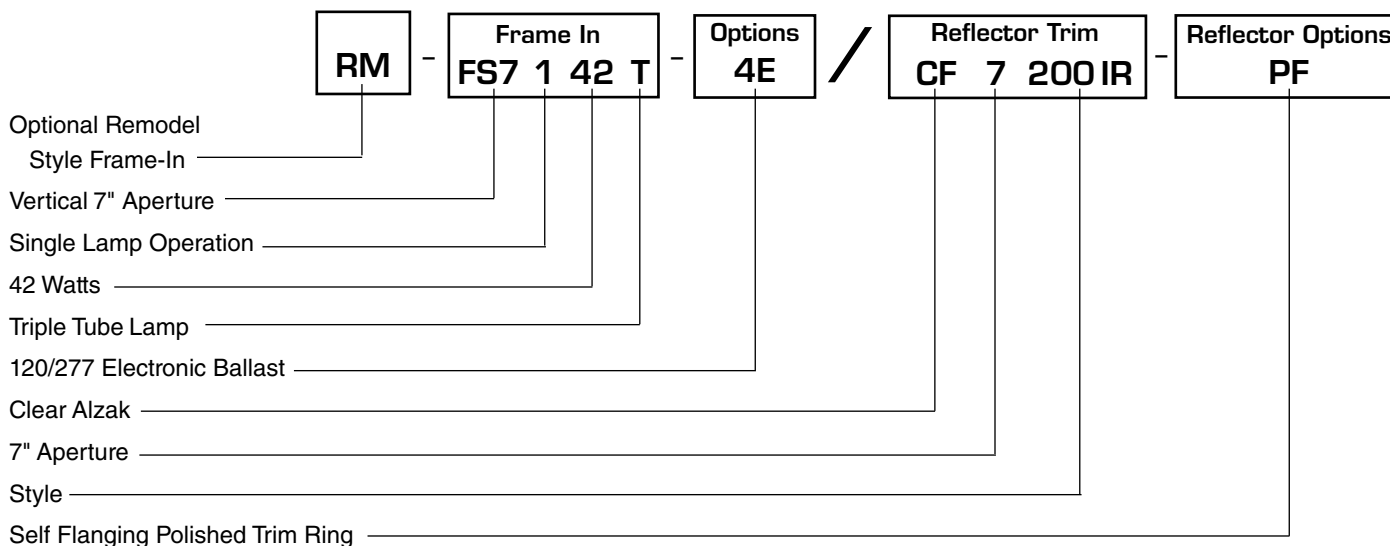 Frame In
Options
Reflector Trim
Reflector Options
RM - FS7 1 42 T - 4E / CF 7 200 IR - PF
Optional Remodel
Style Frame-In
Vertical 7" Aperture
Single Lamp Operation
42 Watts
Triple Tube Lamp
120/277 Electronic Ballast
Clear Alzak
7" Aperture
Style
Self Flanging Polished Trim Ring